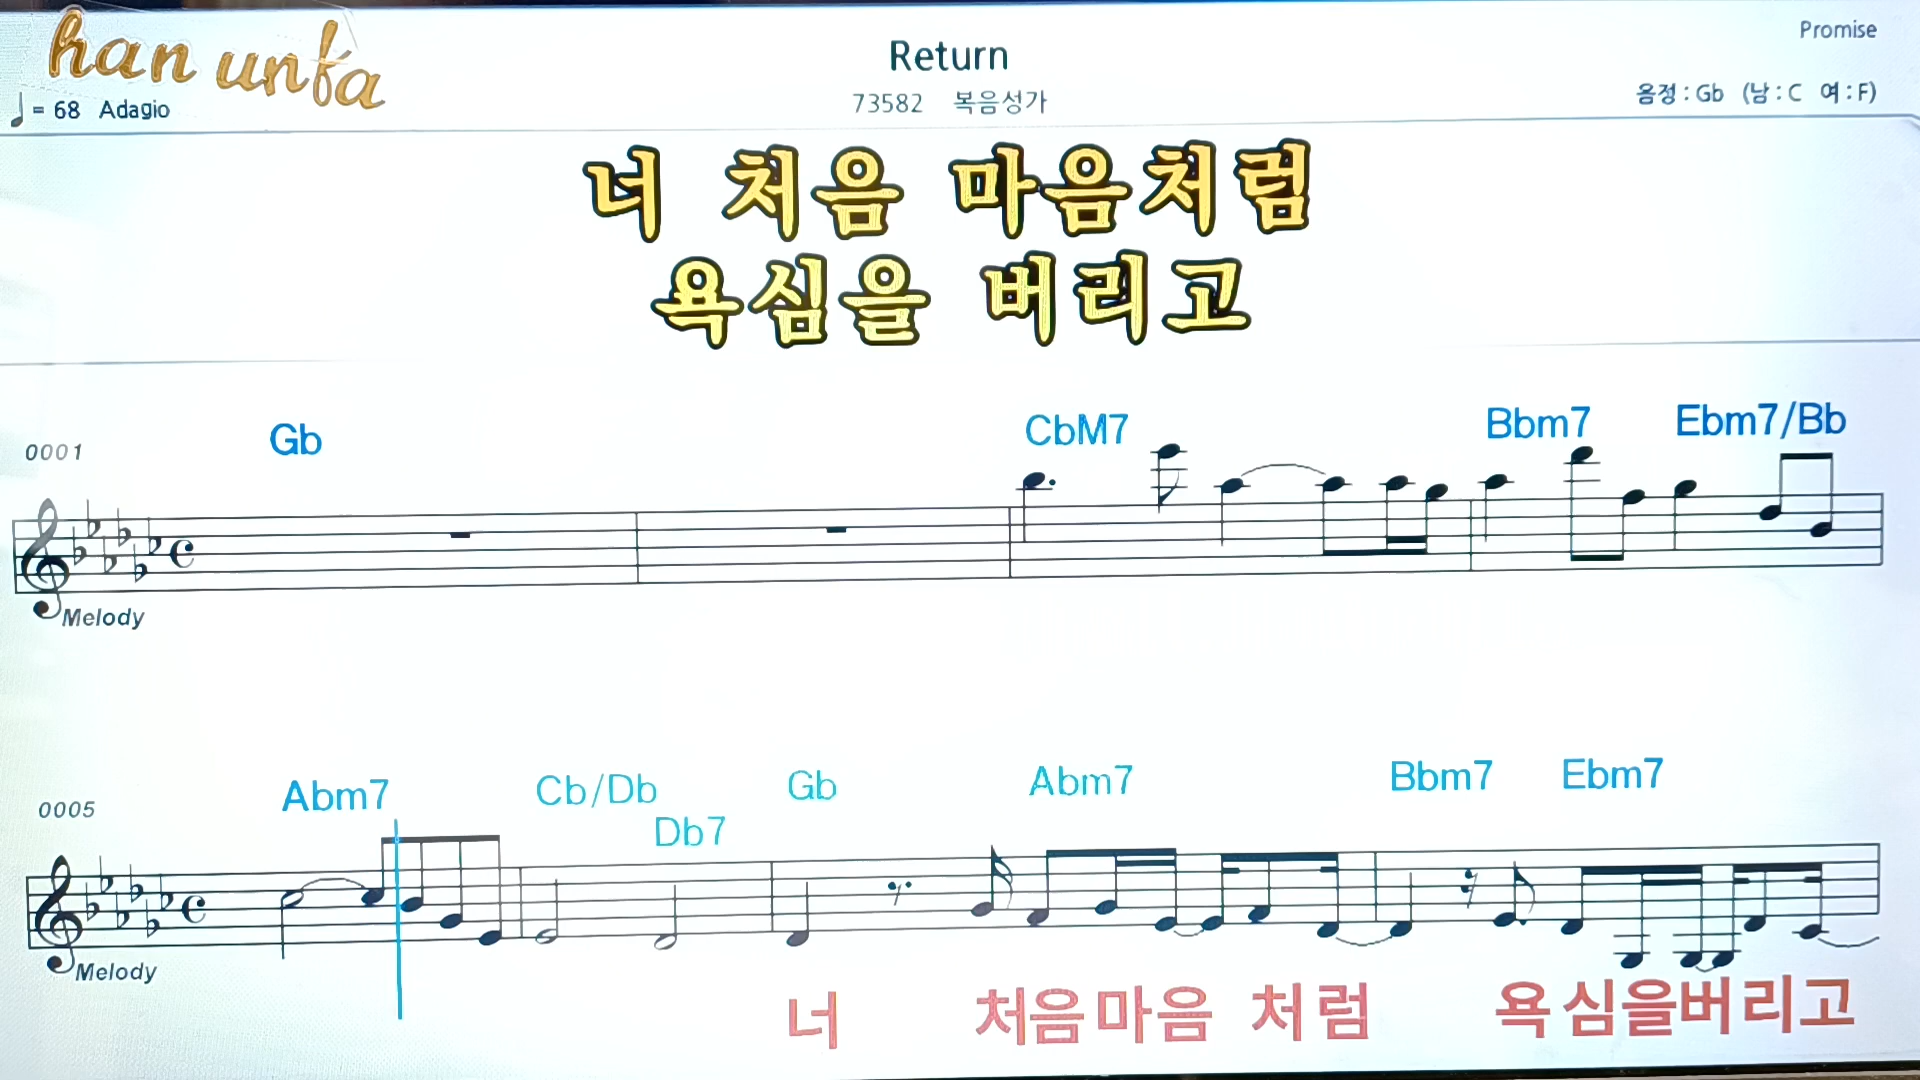 han unfa
Return
Promise
♩ = 68 Adagio
73582 복음성가
음정 : Gb (남 : C 여 : F)
너 처음 마음처럼
욕심을 버리고
0001
Gb CbM7 Bbm7 Ebm7/Bb
Melody
0005
Abm7 Cb/Db Db7 Gb Abm7 Bbm7 Ebm7
Melody
너 처음마음 처럼 욕심을버리고